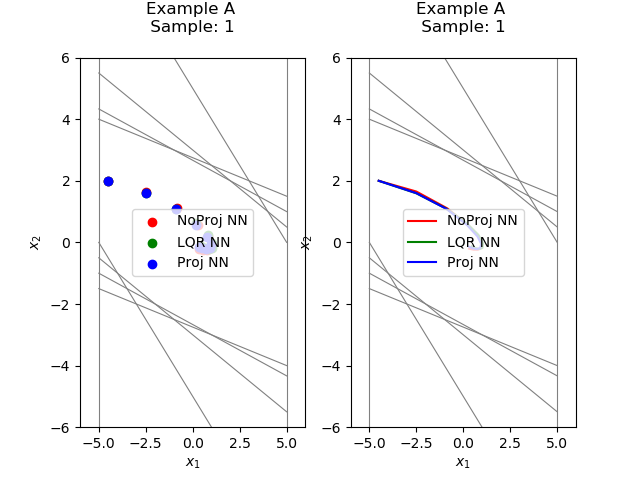 Example A
Sample: 1
6
4
2
0
−2
−4
−6
x₂
NoProj NN
LQR NN
Proj NN
−5.0
−2.5
0.0
2.5
5.0
x₁
Example A
Sample: 1
6
4
2
0
−2
−4
−6
x₂
NoProj NN
LQR NN
Proj NN
−5.0
−2.5
0.0
2.5
5.0
x₁